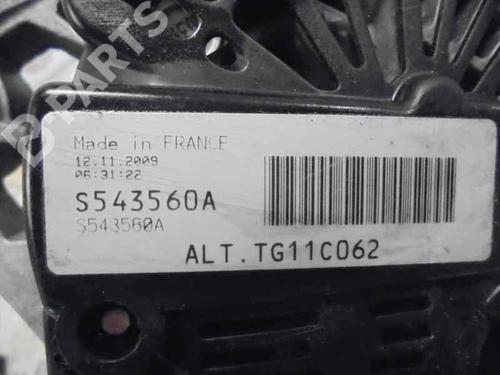 B-PARTS
Made in FRANCE
12.11.2009
06:31:22
S543560A
S543560A
ALT.TG11C062